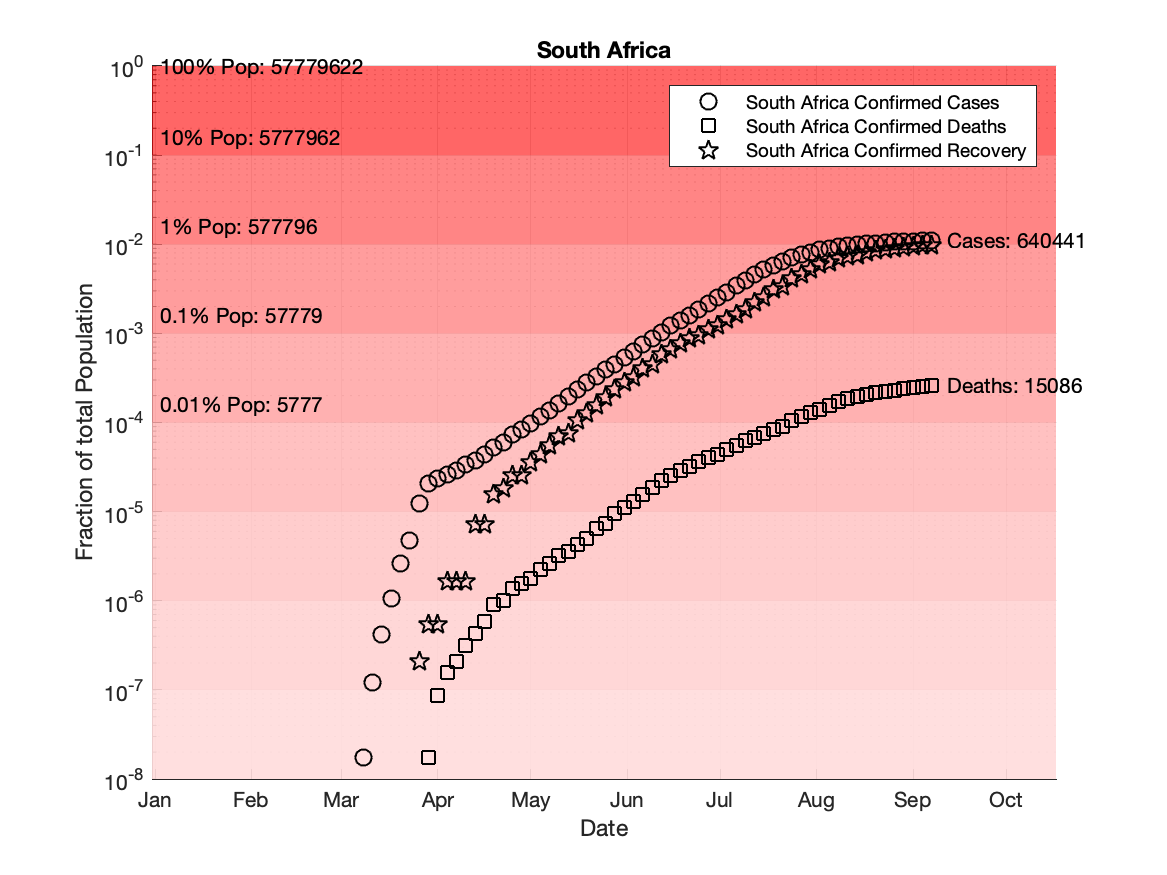 South Africa
10^0
100% Pop: 57779622
South Africa Confirmed Cases
South Africa Confirmed Deaths
South Africa Confirmed Recovery
10% Pop: 5777962
10^-1
1% Pop: 577796
10^-2
Cases: 640441
0.1% Pop: 57779
10^-3
Deaths: 15086
0.01% Pop: 5777
10^-4
10^-5
10^-6
10^-7
10^-8
Fraction of total Population
Jan Feb Mar Apr May Jun Jul Aug Sep Oct
Date